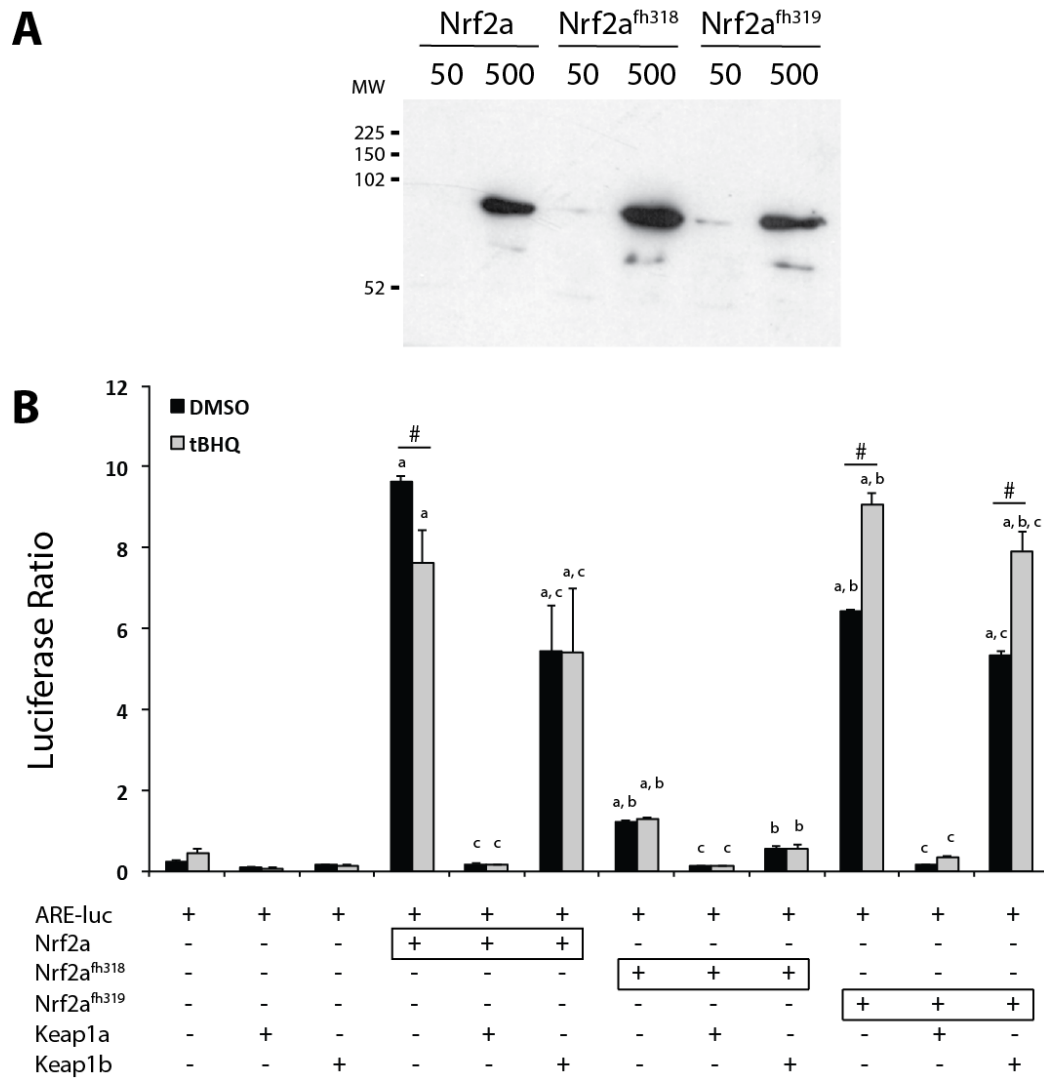 A
Nrf2a Nrf2a^fh318 Nrf2a^fh319
50 500 50 500 50 500
MW
225
150
102
52
B
DMSO
tBHQ
Luciferase Ratio
12
10
8
6
4
2
0
#
a
a
c c
a, c
a, c
a, b
a, b
c c
b b
#
a, b
a, b
c
c
#
a, c
a, b, c
ARE-luc + + + + + + + + + + + +
Nrf2a - - - + + + - - - - - -
Nrf2a^fh318 - - - - - - + + + - - -
Nrf2a^fh319 - - - - - - - - - + + +
Keap1a - + - - + - - + - - + -
Keap1b - - + - - + - - + - - +